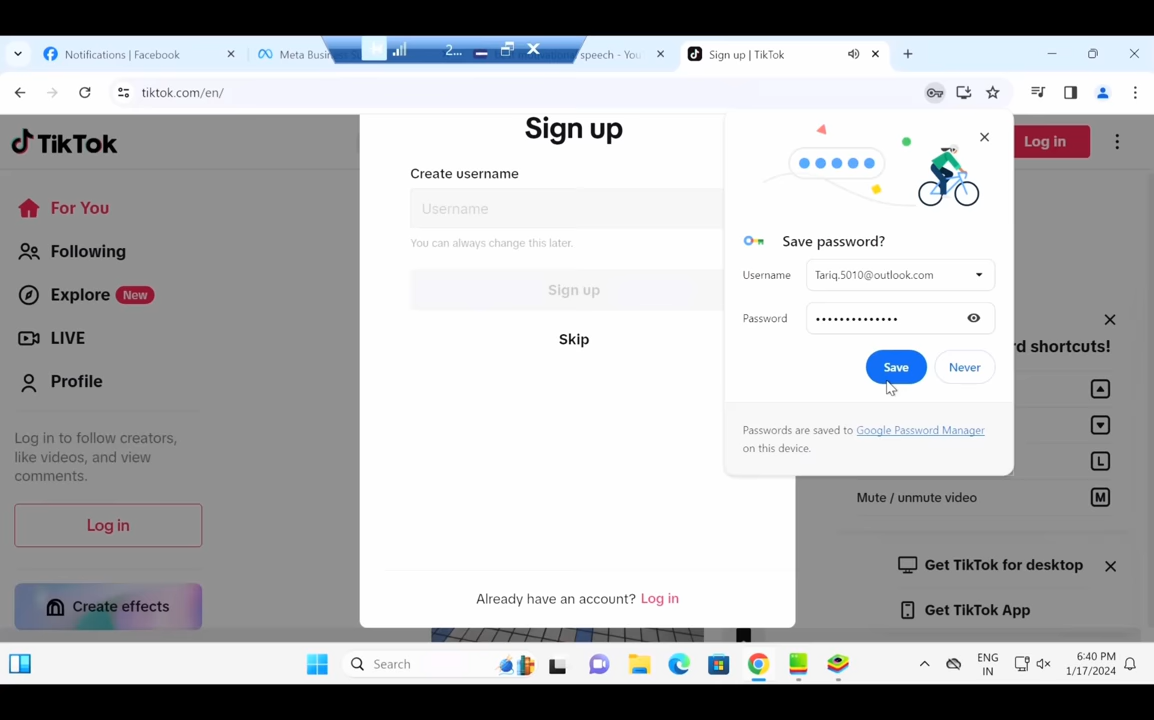 Notifications | Facebook
Meta Busin
2...
speech - You
Sign up | TikTok
tiktok.com/en/
TikTok
Log in
For You
Following
Explore New
LIVE
Profile
Log in to follow creators,
like videos, and view
comments.
Log in
Create effects
Sign up
Create username
Username
You can always change this later.
Sign up
Skip
Already have an account? Log in
Save password?
Username Tariq.5010@outlook.com
Password ••••••••••••••
Save Never
Passwords are saved to Google Password Manager
on this device.
rd shortcuts!
L
Mute / unmute video M
Get TikTok for desktop
Get TikTok App
Search
ENG
IN
6:40 PM
1/17/2024